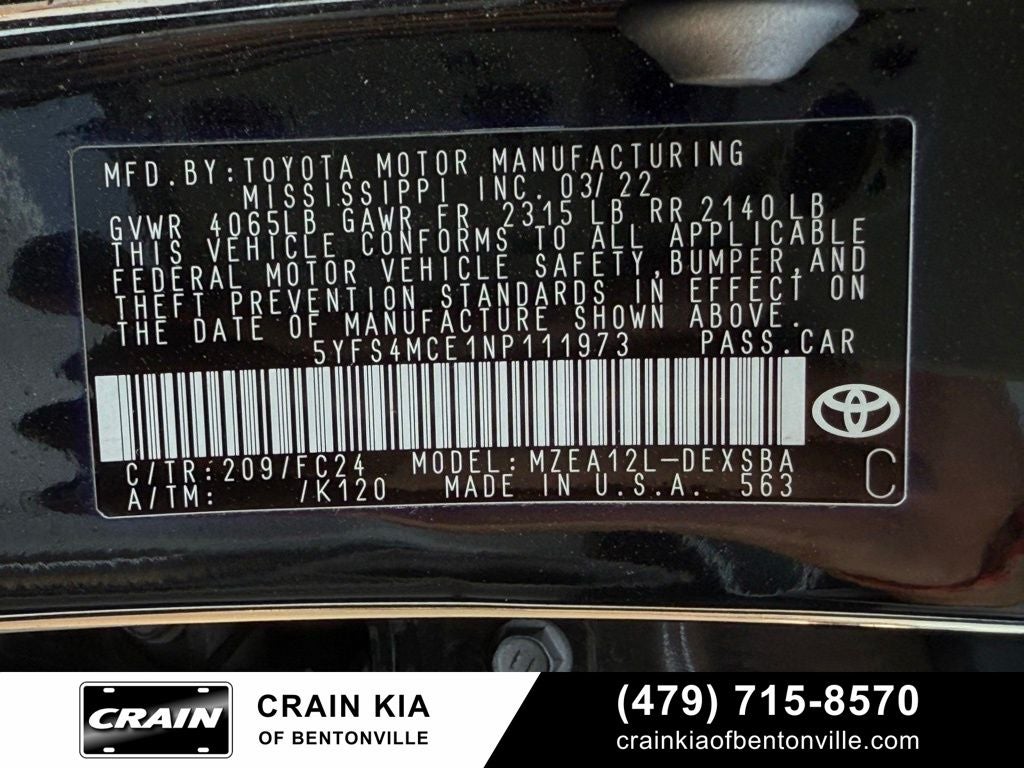 MFD.BY:TOYOTA MOTOR MANUFACTURING
MISSISSIPPI INC. 03/22
GVWR 4065LB GAWR FR 2315 LB RR 2140 LB
THIS VEHICLE CONFORMS TO ALL APPLICABLE
FEDERAL MOTOR VEHICLE SAFETY, BUMPER, AND
THEFT PREVENTION STANDARDS IN EFFECT ON
THE DATE OF MANUFACTURE SHOWN ABOVE.
5YFS4MCE1NP111973 PASS.CAR
C/TR:209/FC24 MODEL:MZEA12L-DEXSBA
A/TM: /K120 MADE IN U.S.A. 563
C
CRAIN
CRAIN KIA
OF BENTONVILLE
(479) 715-8570
crainkiaofbentonville.com